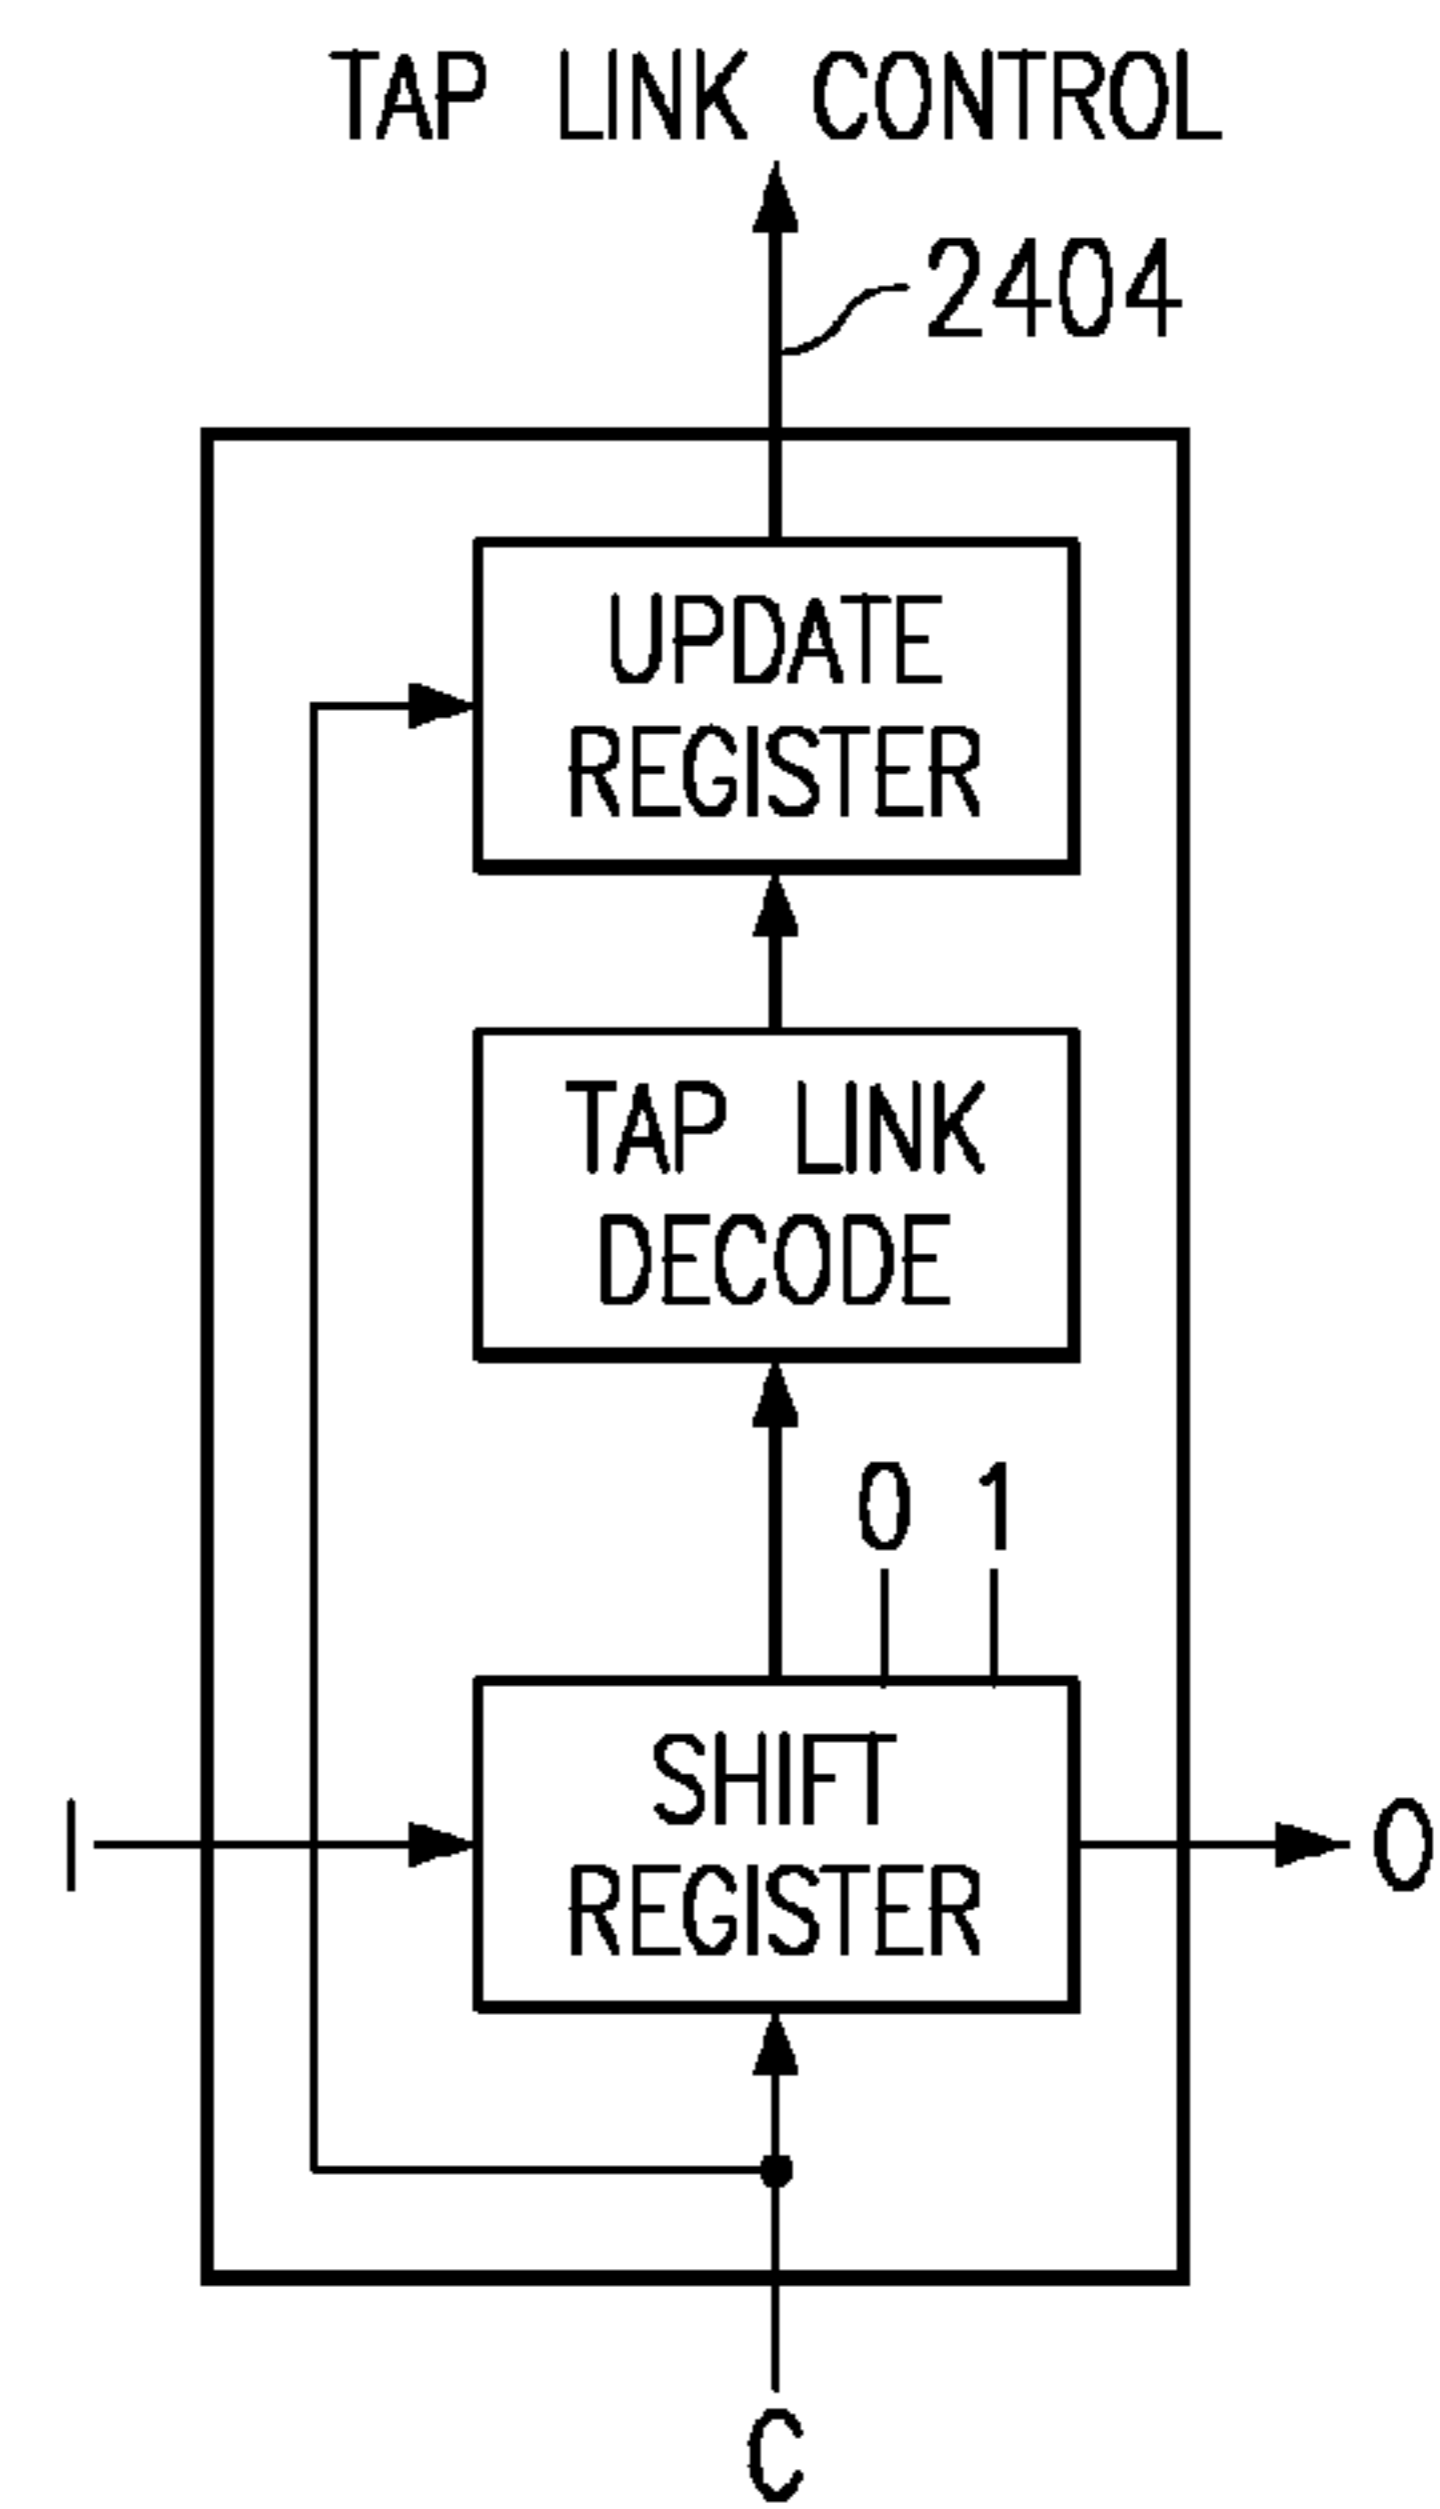 TAP LINK CONTROL
2404
UPDATE
REGISTER
TAP LINK
DECODE
0 1
SHIFT
REGISTER
I
O
C